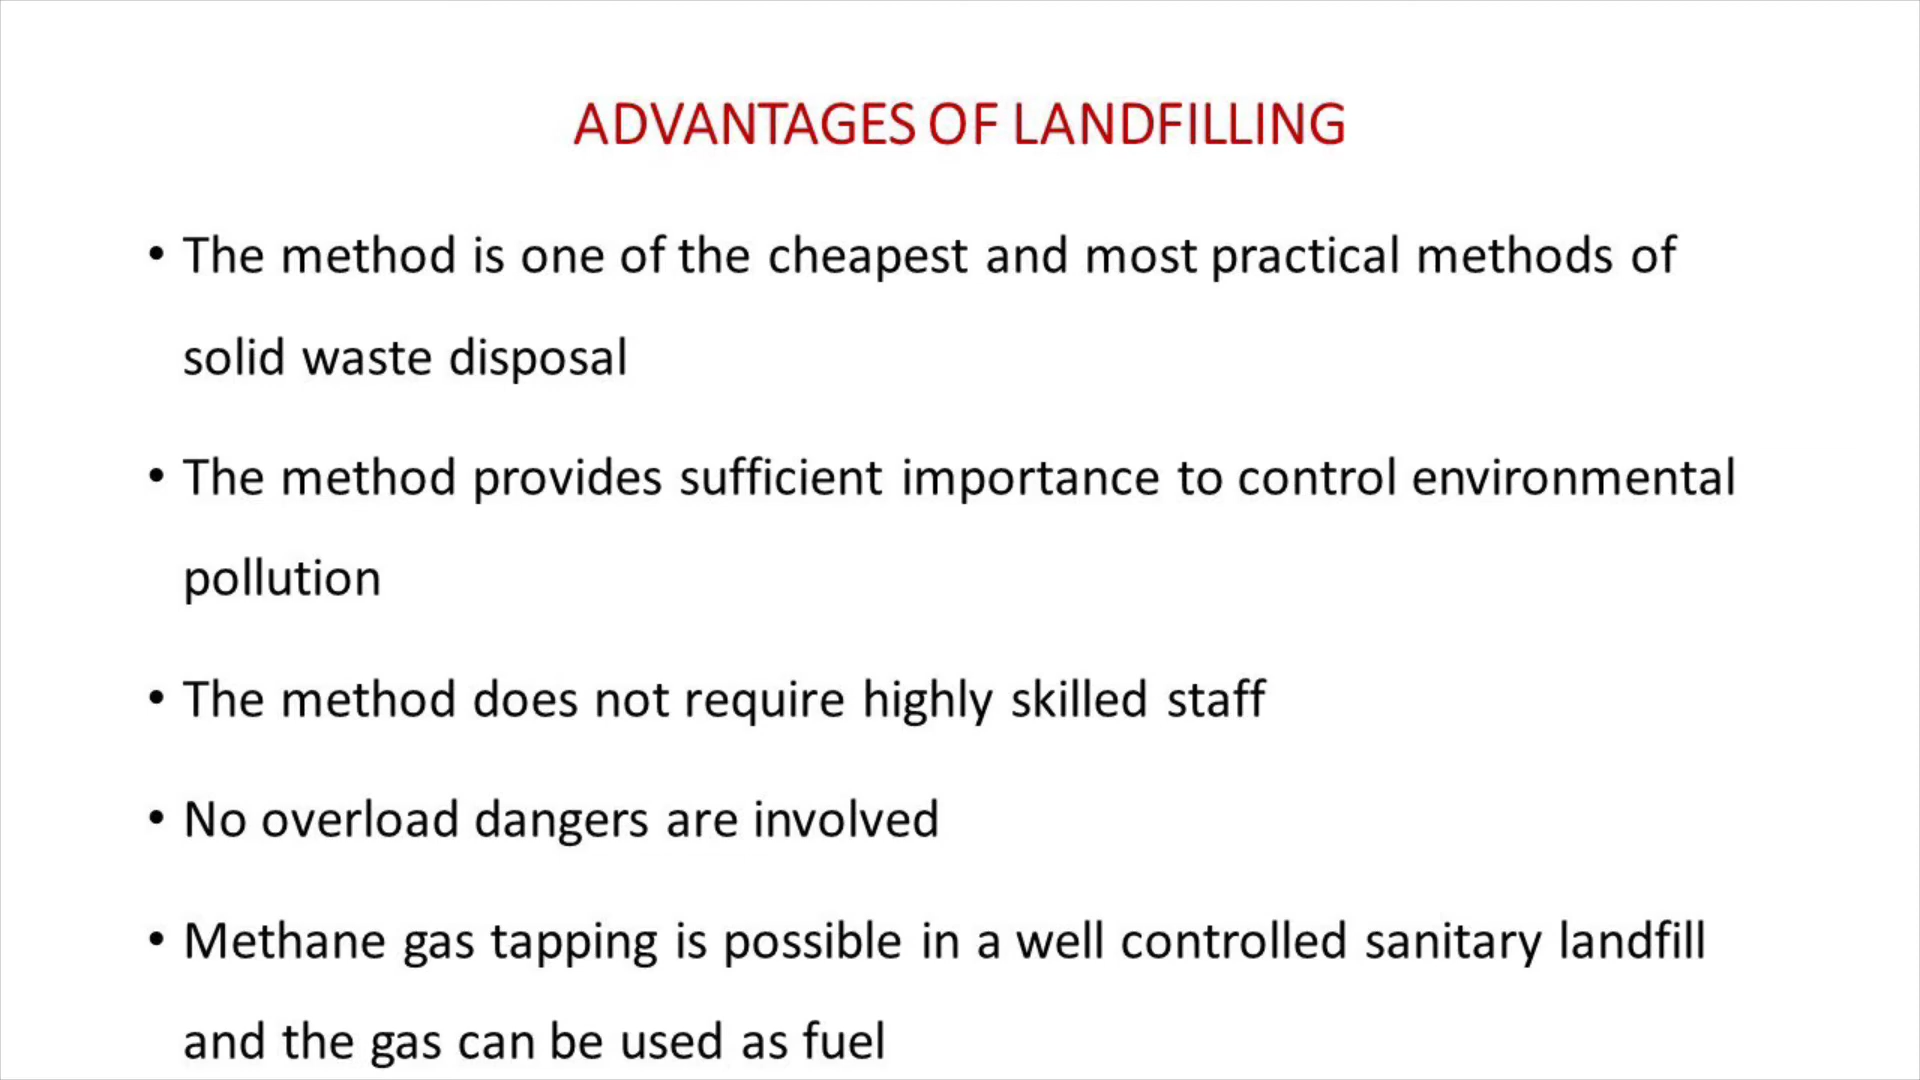 ADVANTAGES OF LANDFILLING
• The method is one of the cheapest and most practical methods of
solid waste disposal
• The method provides sufficient importance to control environmental
pollution
• The method does not require highly skilled staff
• No overload dangers are involved
• Methane gas tapping is possible in a well controlled sanitary landfill
and the gas can be used as fuel